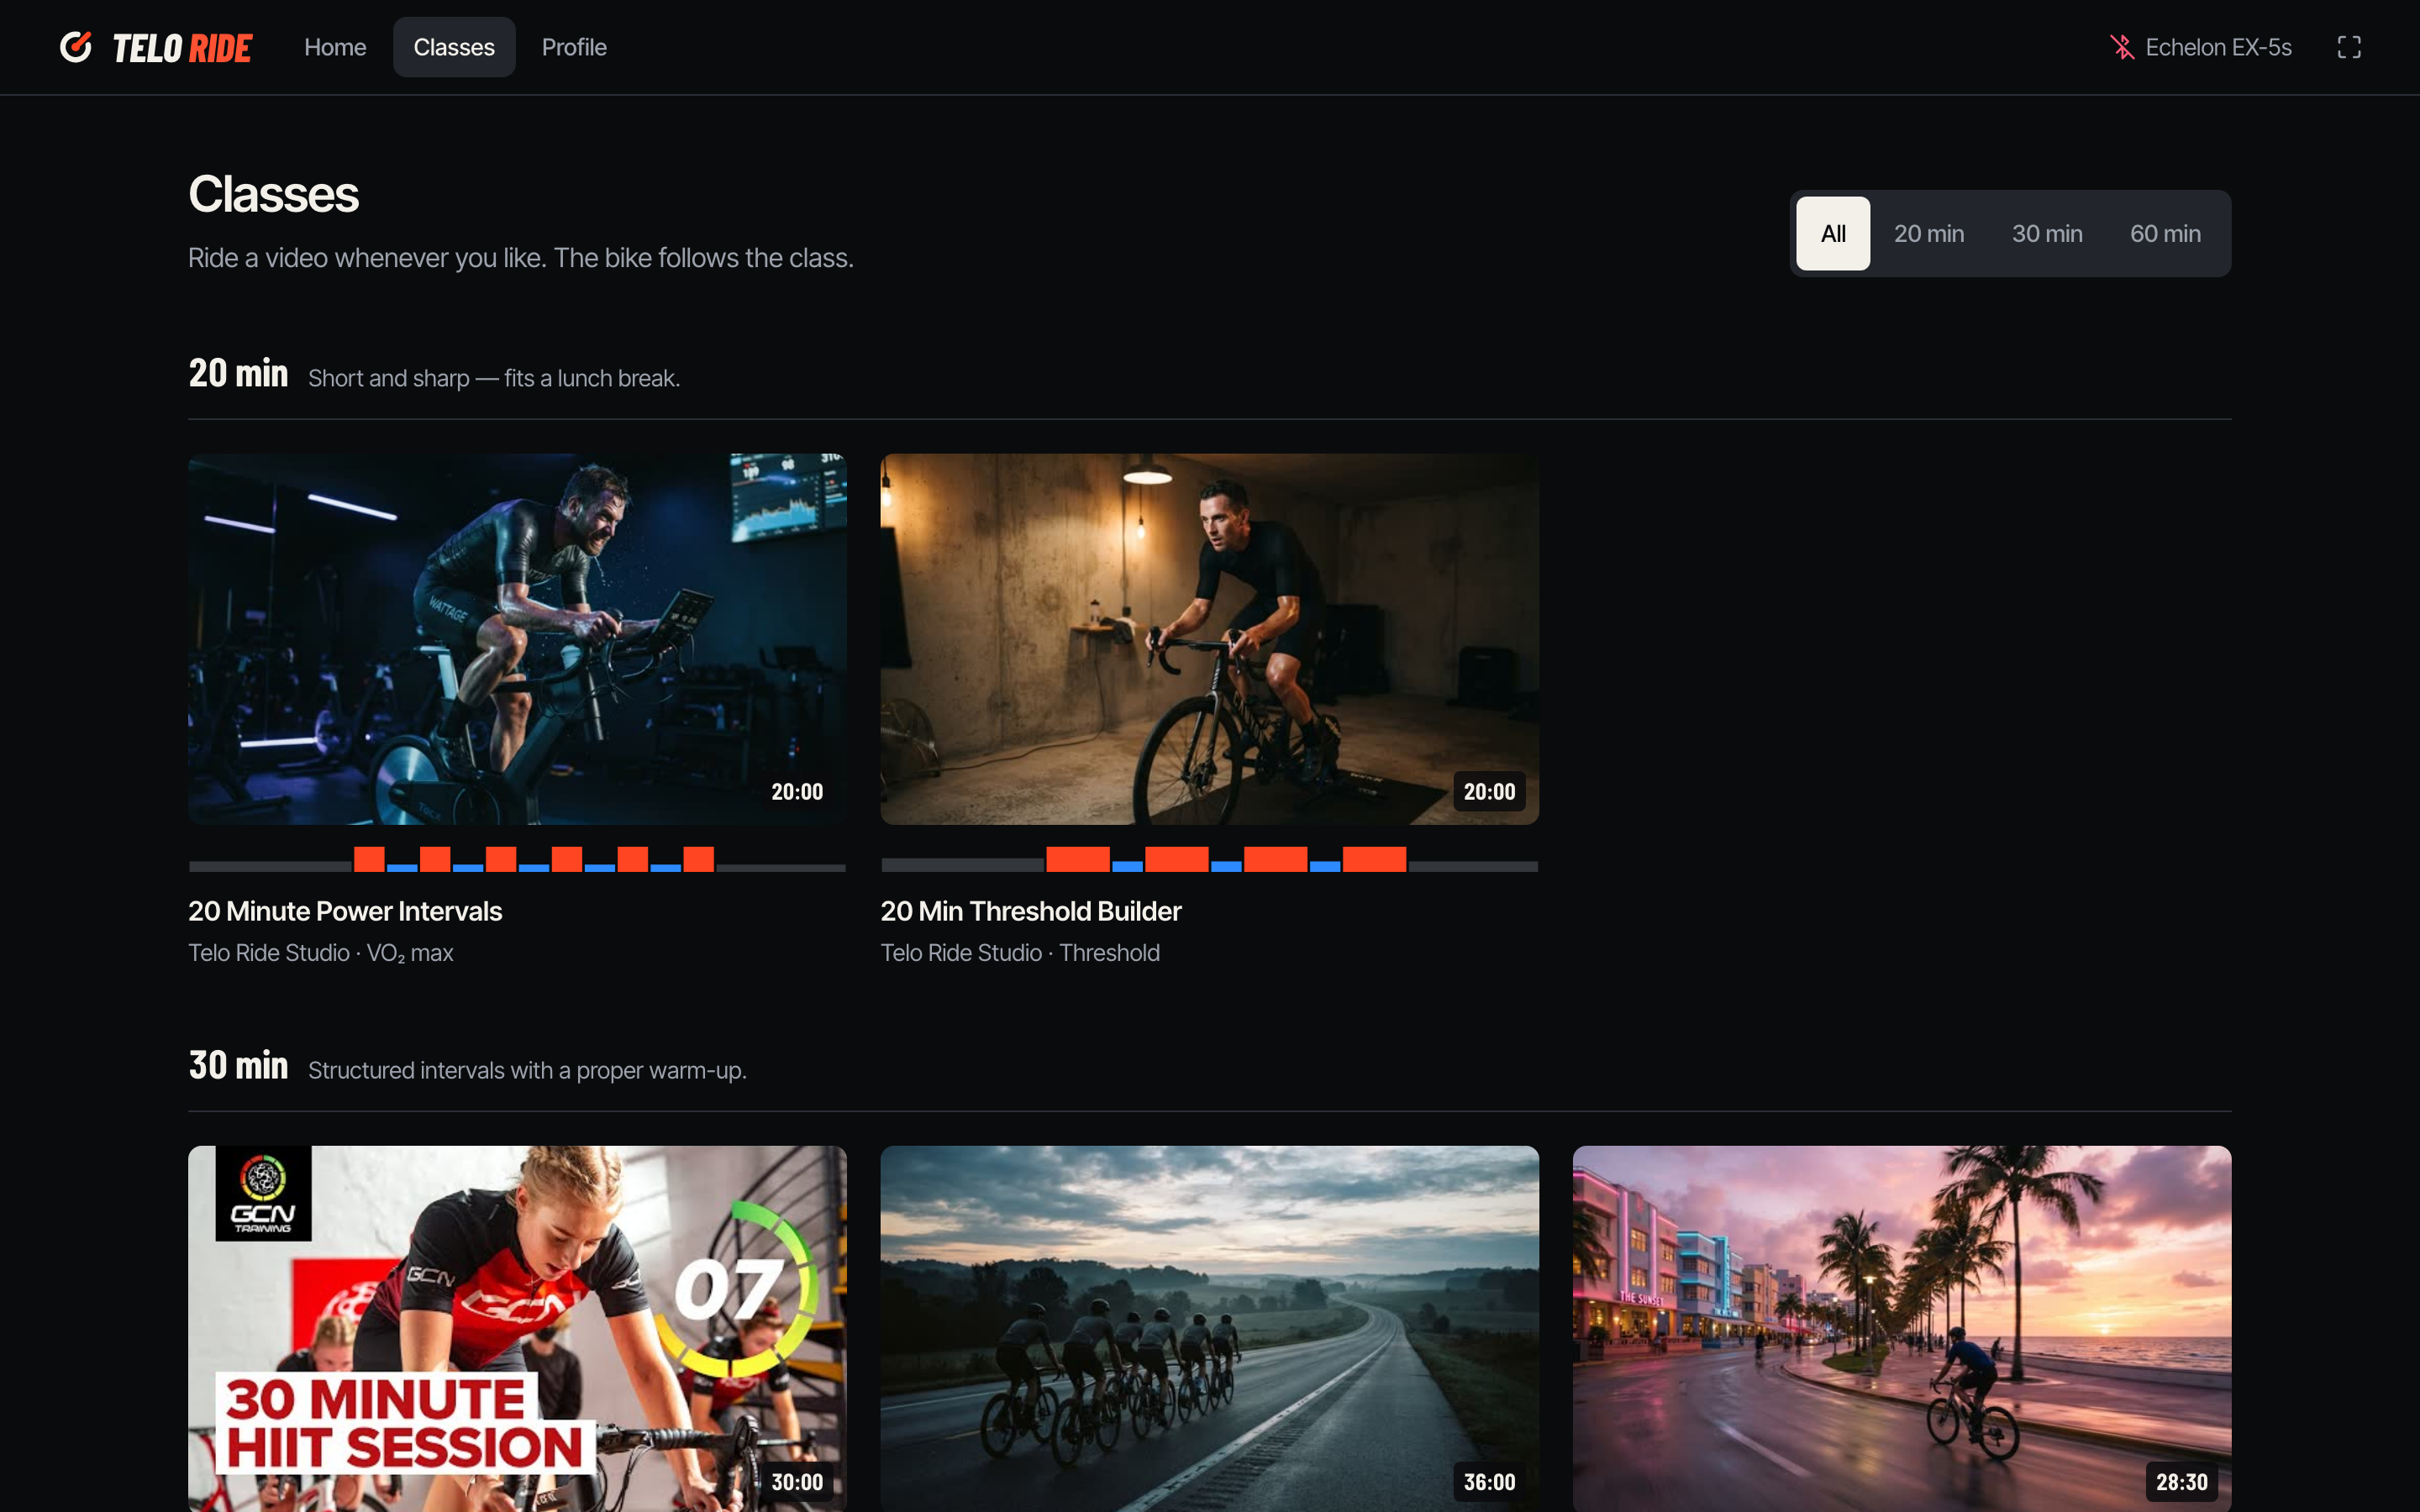 TELO RIDE
Home
Classes
Profile
Echelon EX-5s
Classes
Ride a video whenever you like. The bike follows the class.
All
20 min
30 min
60 min
20 min
Short and sharp — fits a lunch break.
98
WATTAGE
20:00
20:00
20 Minute Power Intervals
Telo Ride Studio · VO₂ max
20 Min Threshold Builder
Telo Ride Studio · Threshold
30 min
Structured intervals with a proper warm-up.
GCN
TRAINING
GCN
GCN
07
30 MINUTE
HIIT SESSION
30:00
36:00
THE SUNSET
28:30